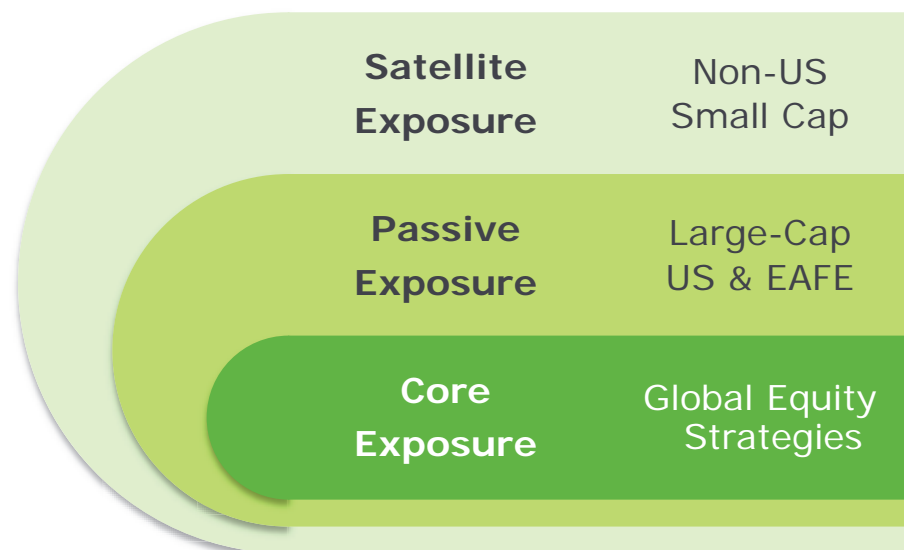 Satellite
Exposure
Non-US
Small Cap
Passive
Exposure
Large-Cap
US & EAFE
Core
Exposure
Global Equity
Strategies